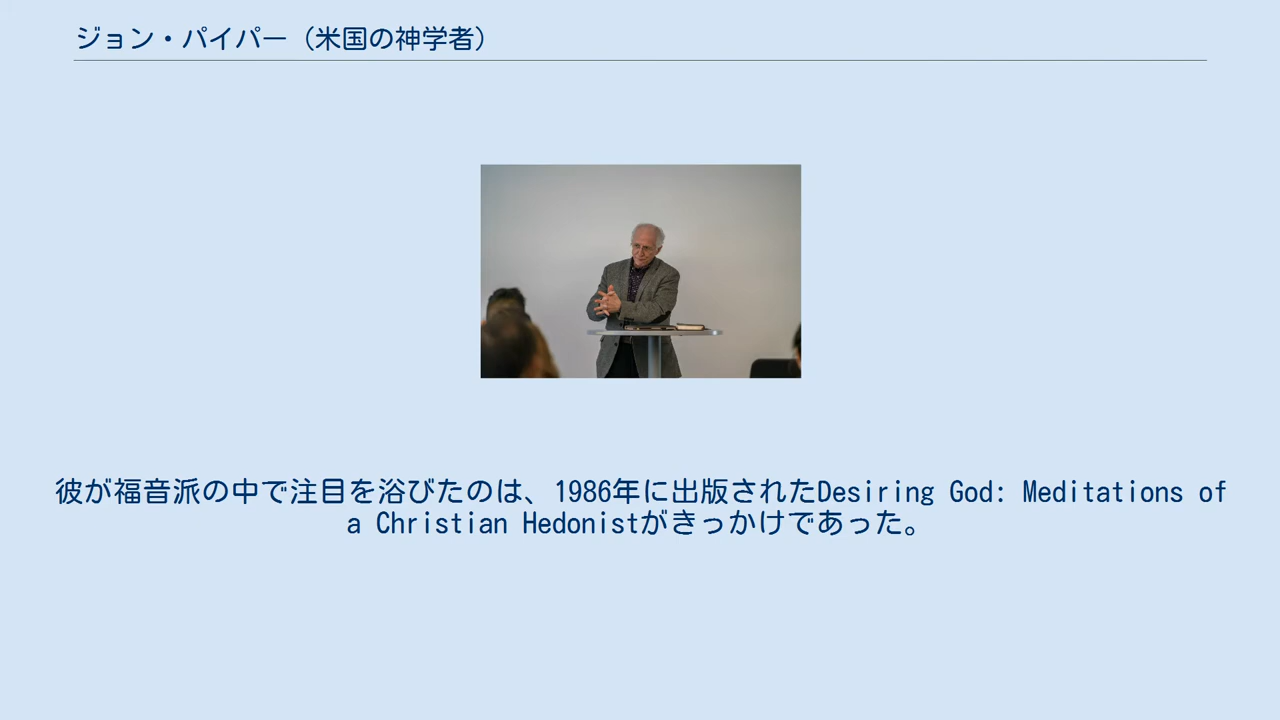 ジョン・パイパー（米国の神学者）
彼が福音派の中で注目を浴びたのは、1986年に出版されたDesiring God: Meditations of
a Christian Hedonistがきっかけであった。